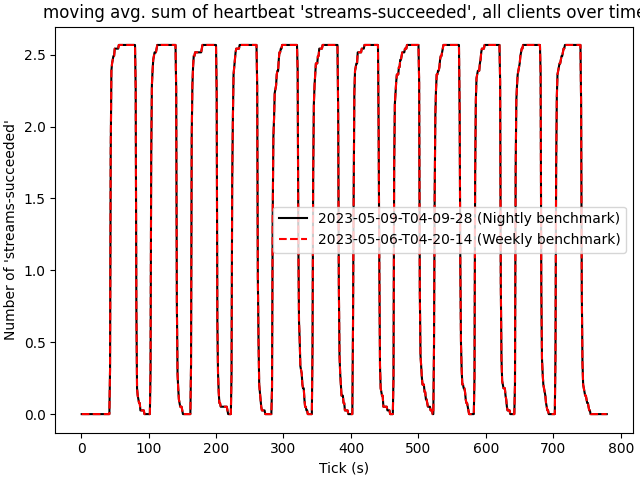 moving avg. sum of heartbeat 'streams-succeeded', all clients over time
Number of 'streams-succeeded'
2.5
2.0
1.5
1.0
0.5
0.0
2023-05-09-T04-09-28 (Nightly benchmark)
2023-05-06-T04-20-14 (Weekly benchmark)
0 100 200 300 400 500 600 700 800
Tick (s)